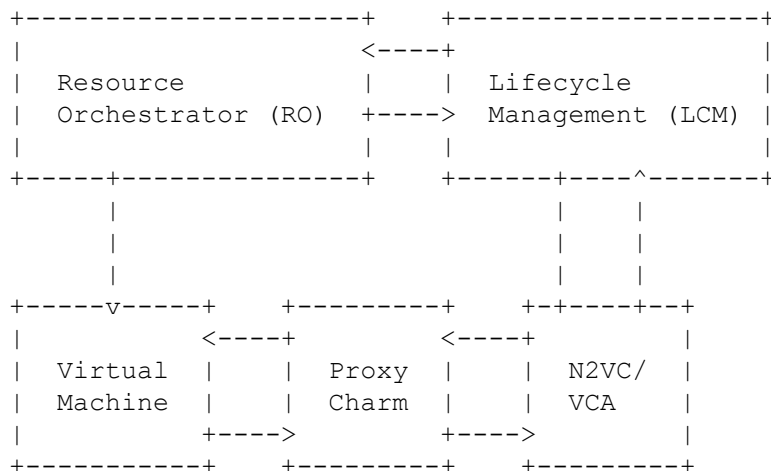 Resource
Orchestrator (RO)
Lifecycle
Management (LCM)
Virtual
Machine
Proxy
Charm
N2VC/
VCA